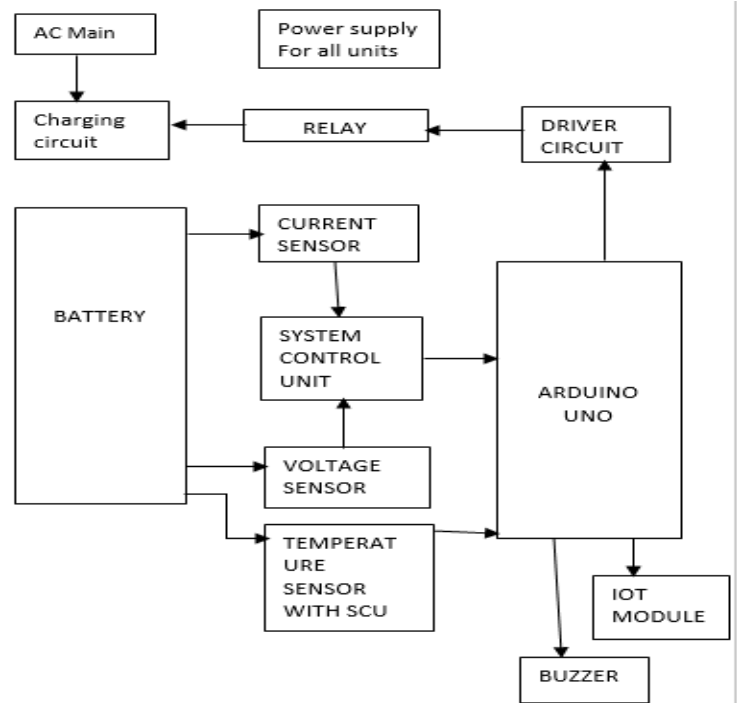 AC Main
Power supply
For all units
Charging
circuit
RELAY
DRIVER
CIRCUIT
CURRENT
SENSOR
BATTERY
SYSTEM
CONTROL
UNIT
ARDUINO
UNO
VOLTAGE
SENSOR
TEMPERAT
URE
SENSOR
WITH SCU
IOT
MODULE
BUZZER